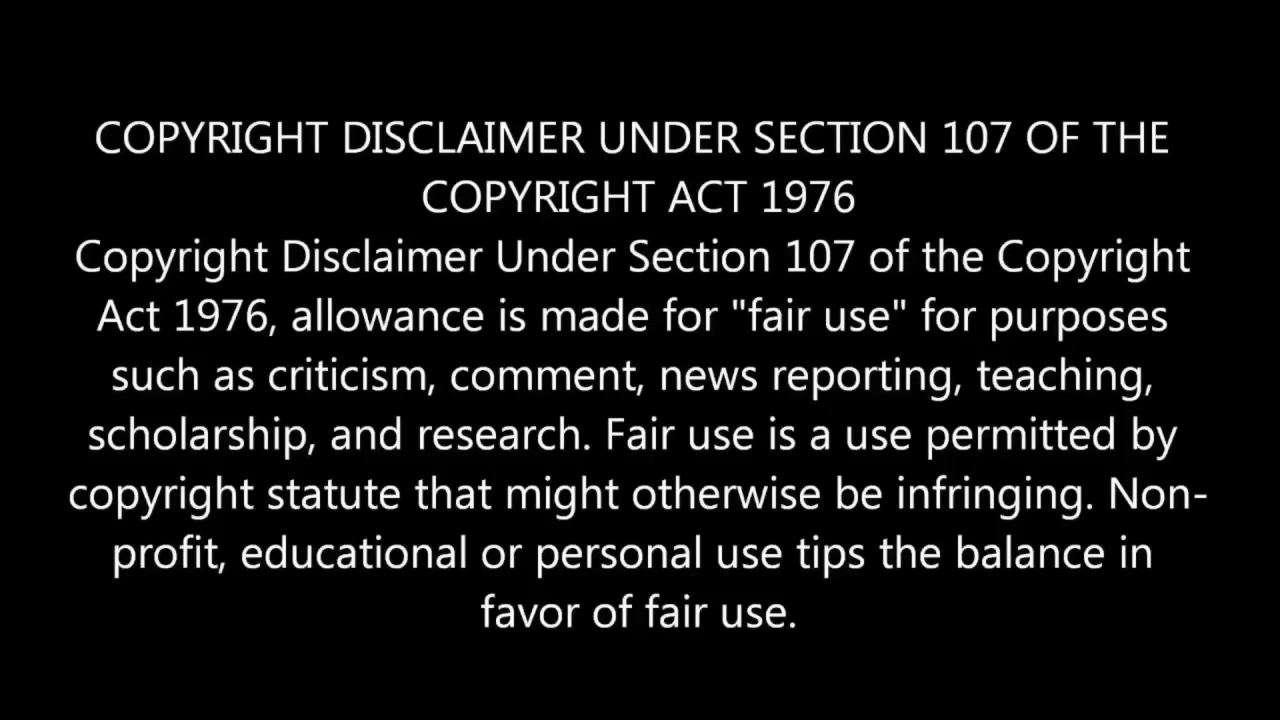 COPYRIGHT DISCLAIMER UNDER SECTION 107 OF THE
COPYRIGHT ACT 1976
Copyright Disclaimer Under Section 107 of the Copyright
Act 1976, allowance is made for "fair use" for purposes
such as criticism, comment, news reporting, teaching,
scholarship, and research. Fair use is a use permitted by
copyright statute that might otherwise be infringing. Non-
profit, educational or personal use tips the balance in
favor of fair use.